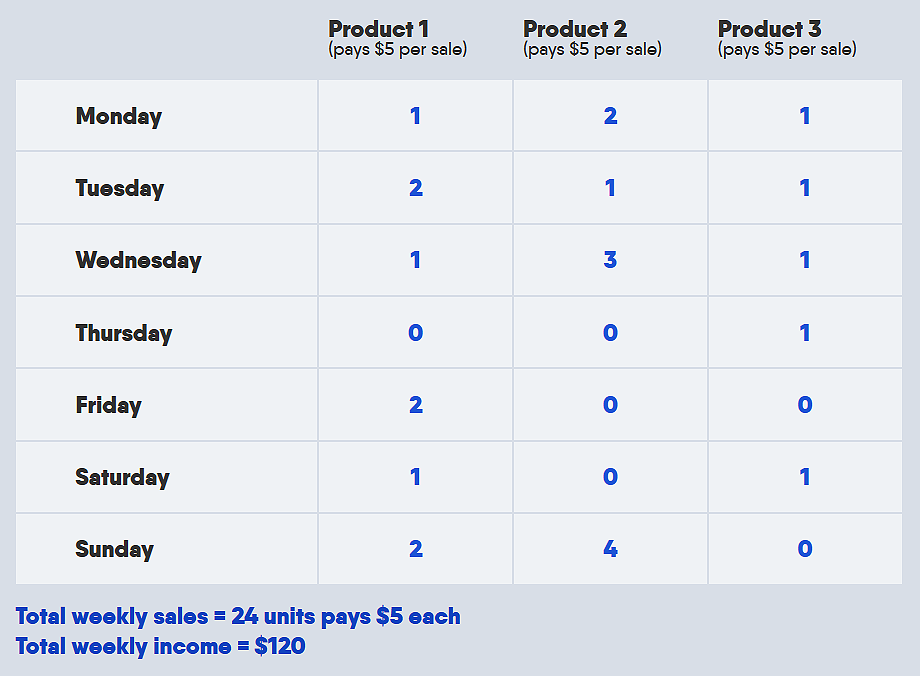 Product 1 Product 2 Product 3
(pays $5 per sale) (pays $5 per sale) (pays $5 per sale)
Monday 1 2 1
Tuesday 2 1 1
Wednesday 1 3 1
Thursday 0 0 1
Friday 2 0 0
Saturday 1 0 1
Sunday 2 4 0
Total weekly sales = 24 units pays $5 each
Total weekly income = $120